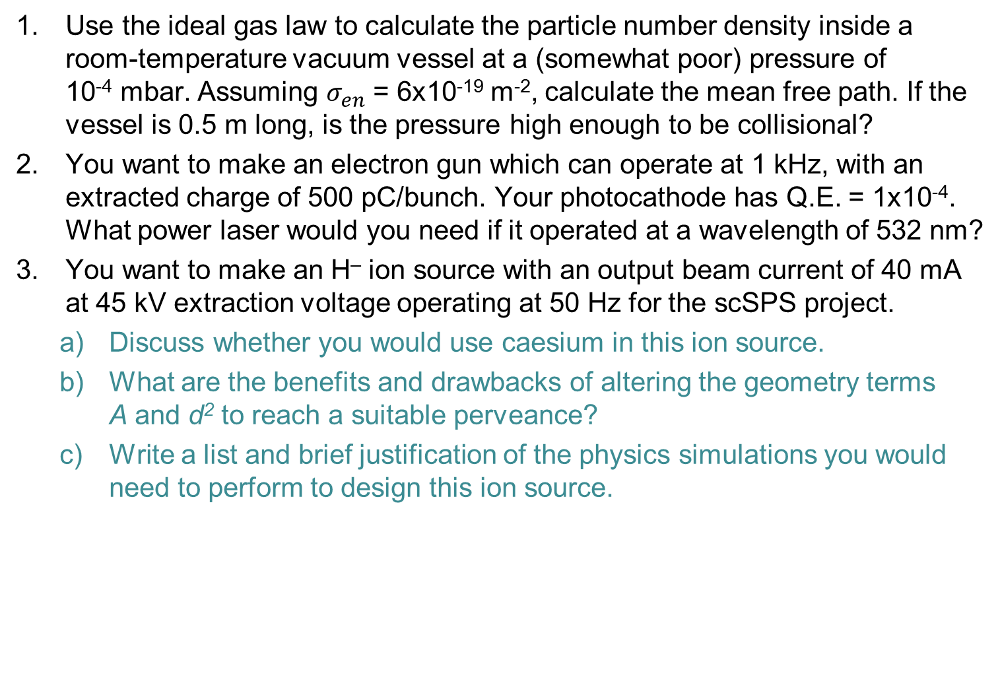 1. Use the ideal gas law to calculate the particle number density inside a
room-temperature vacuum vessel at a (somewhat poor) pressure of
10⁻⁴ mbar. Assuming σₑₙ = 6x10⁻¹⁹ m⁻², calculate the mean free path. If the
vessel is 0.5 m long, is the pressure high enough to be collisional?
2. You want to make an electron gun which can operate at 1 kHz, with an
extracted charge of 500 pC/bunch. Your photocathode has Q.E. = 1x10⁻⁴.
What power laser would you need if it operated at a wavelength of 532 nm?
3. You want to make an H⁻ ion source with an output beam current of 40 mA
at 45 kV extraction voltage operating at 50 Hz for the scSPS project.
a) Discuss whether you would use caesium in this ion source.
b) What are the benefits and drawbacks of altering the geometry terms
A and d² to reach a suitable perveance?
c) Write a list and brief justification of the physics simulations you would
need to perform to design this ion source.